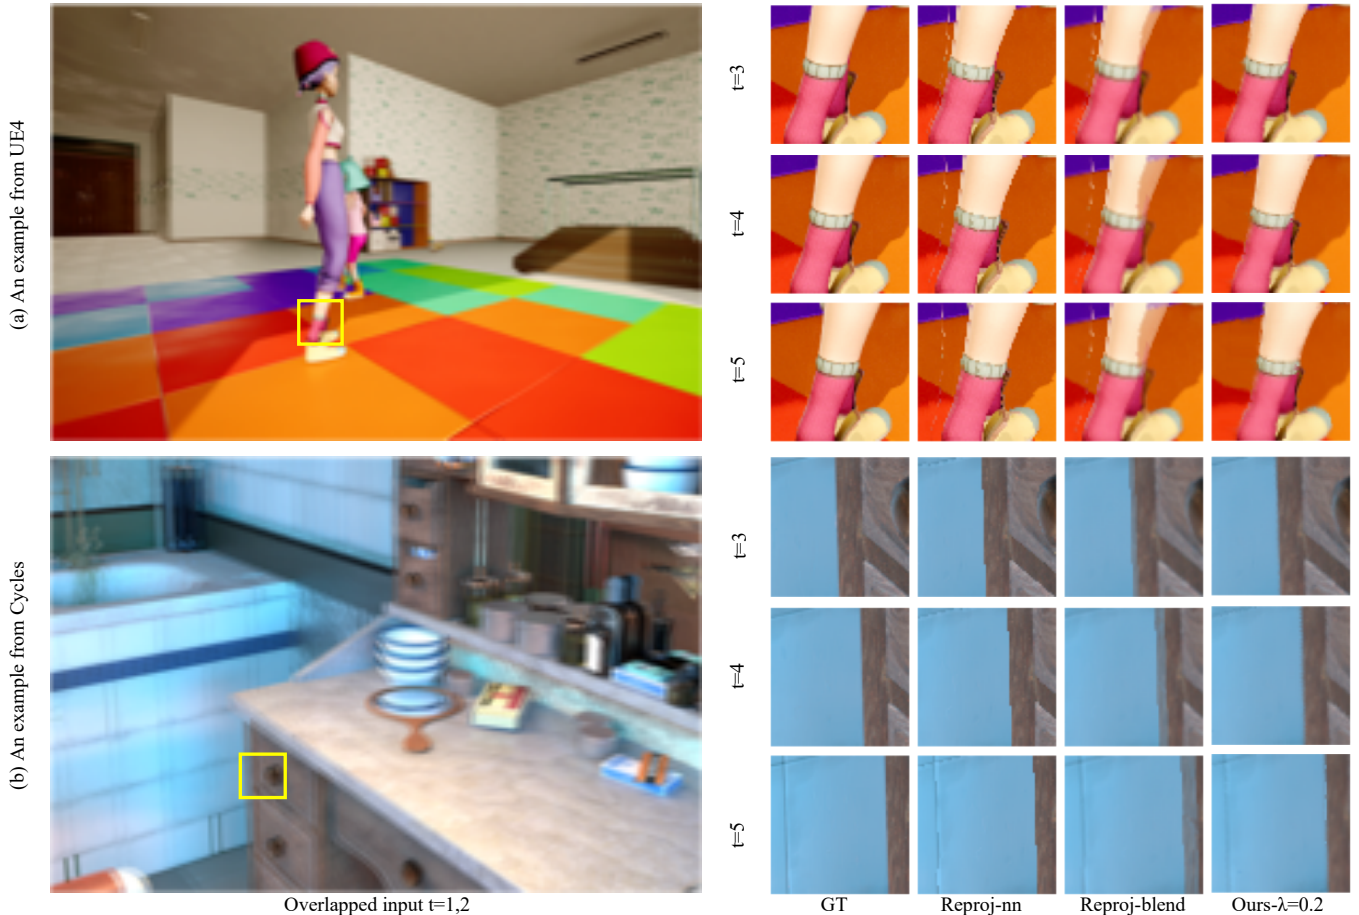 (a) An example from UE4
t=3
t=4
t=5
(b) An example from Cycles
t=3
t=4
t=5
Overlapped input t=1,2
GT
Reproj-nn
Reproj-blend
Ours-λ=0.2